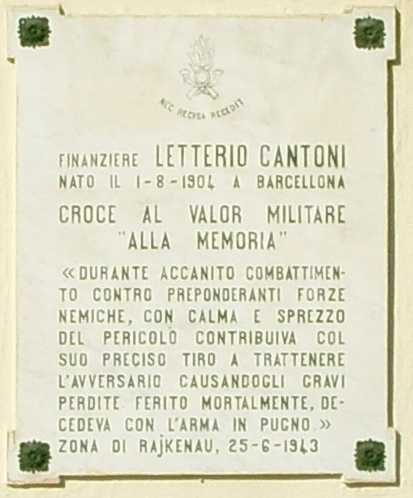 NEC RECISA RECEDIT
FINANZIERE LETTERIO CANTONI
NATO IL 1-8-1904 A BARCELLONA
CROCE AL VALOR MILITARE
"ALLA MEMORIA"
«DURANTE ACCANITO COMBATTIMEN-
TO CONTRO PREPONDERANTI FORZE
NEMICHE, CON CALMA E SPREZZO
DEL PERICOLO CONTRIBUIVA COL
SUO PRECISO TIRO A TRATTENERE
L'AVVERSARIO CAUSANDOGLI GRAVI
PERDITE FERITO MORTALMENTE, DE-
CEDEVA CON L'ARMA IN PUGNO.»
ZONA DI RAJKENAU, 25-6-1943